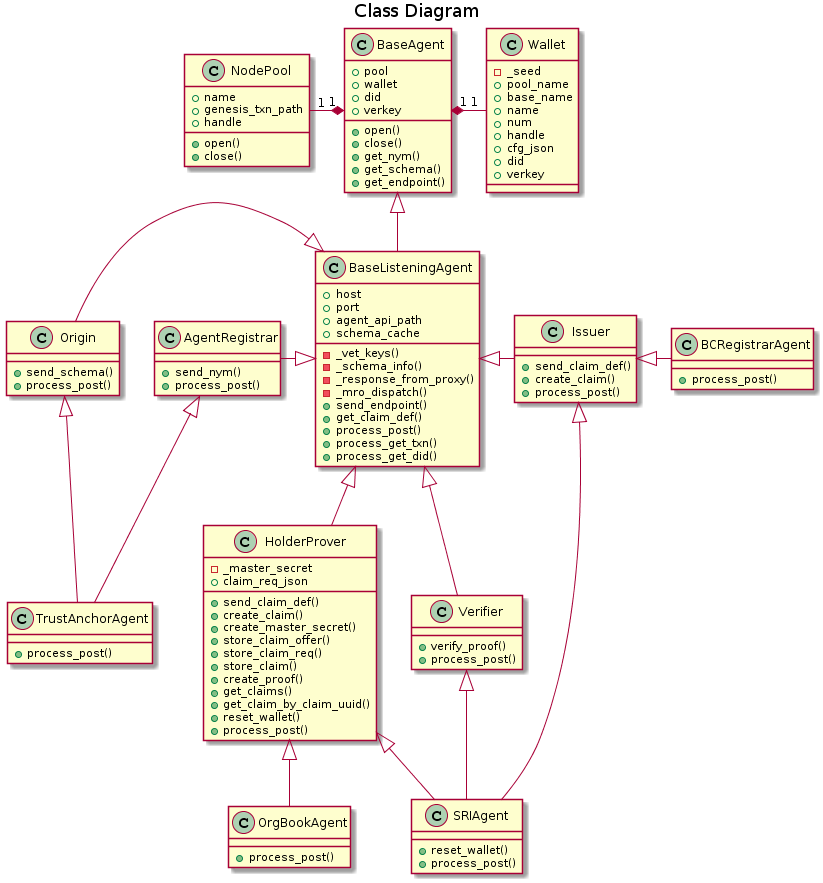 Class Diagram
C NodePool
name
genesis_txn_path
handle
open()
close()
1 1
C BaseAgent
pool
wallet
did
verkey
open()
close()
get_nym()
get_schema()
get_endpoint()
1 1
C Wallet
_seed
pool_name
base_name
name
num
handle
cfg_json
did
verkey
C BaseListeningAgent
host
port
agent_api_path
schema_cache
_vet_keys()
_schema_info()
_response_from_proxy()
_mro_dispatch()
send_endpoint()
get_claim_def()
process_post()
process_get_txn()
process_get_did()
C Origin
send_schema()
process_post()
C AgentRegistrar
send_nym()
process_post()
C Issuer
send_claim_def()
create_claim()
process_post()
C BCRegistrarAgent
process_post()
C HolderProver
_master_secret
claim_req_json
send_claim_def()
create_claim()
create_master_secret()
store_claim_offer()
store_claim_req()
store_claim()
create_proof()
get_claims()
get_claim_by_claim_uuid()
reset_wallet()
process_post()
C Verifier
verify_proof()
process_post()
C TrustAnchorAgent
process_post()
C OrgBookAgent
process_post()
C SRIAgent
reset_wallet()
process_post()